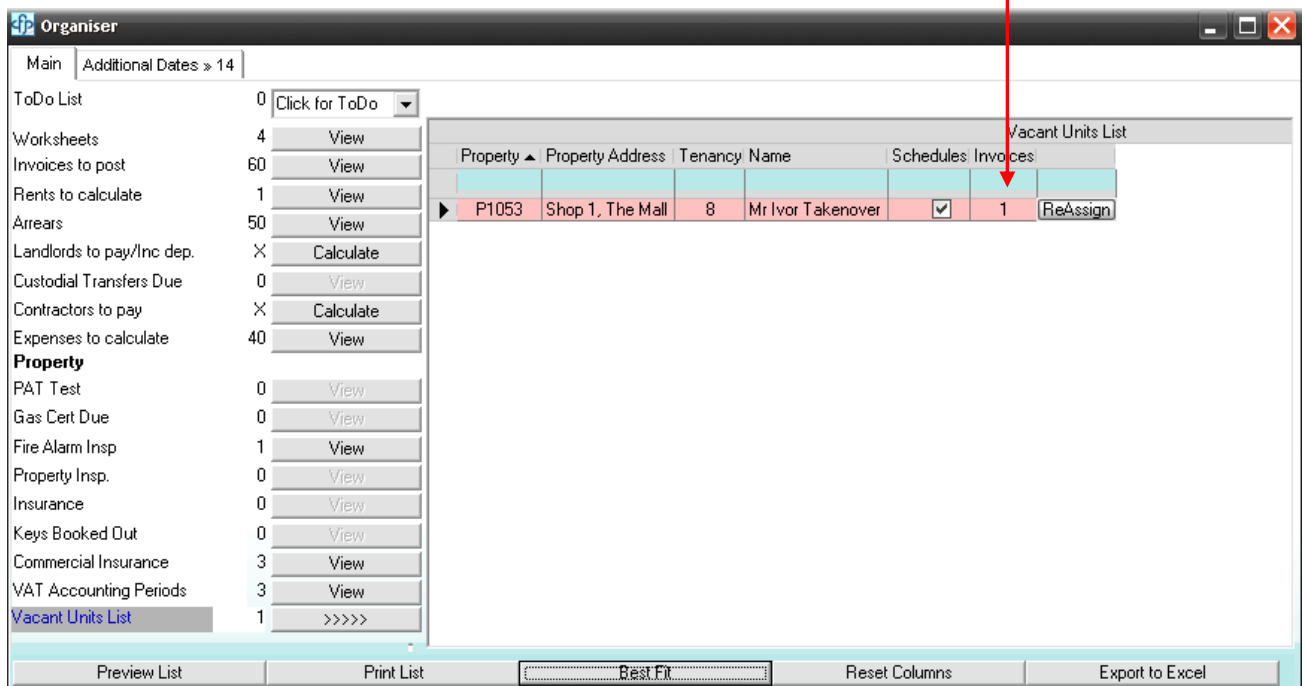 cfp Organiser
Main Additional Dates » 14
ToDo List 0 Click for ToDo
Vacant Units List
Worksheets 4 View
Property Property Address Tenancy Name Schedules Invoices
Invoices to post 60 View
Rents to calculate 1 View
P1053 Shop 1, The Mall 8 Mr Ivor Takenover 1 ReAssign
Arrears 50 View
Landlords to pay/Inc dep. X Calculate
Custodial Transfers Due 0 View
Contractors to pay X Calculate
Expenses to calculate 40 View
Property
PAT Test 0 View
Gas Cert Due 0 View
Fire Alarm Insp 1 View
Property Insp. 0 View
Insurance 0 View
Keys Booked Out 0 View
Commercial Insurance 3 View
VAT Accounting Periods 3 View
Vacant Units List 1 >>>>>
Preview List Print List Best Fit Reset Columns Export to Excel